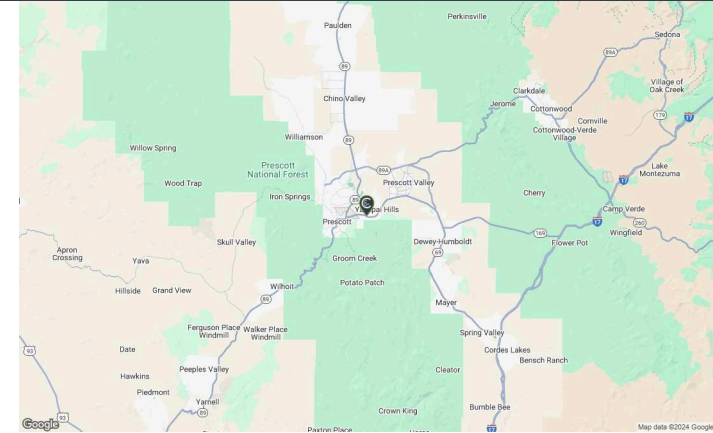 Perkinsville
Paulden
Sedona
89A
89
Village of
Oak Creek
Clarkdale
Chino Valley
Jerome
Cottonwood
179
17
Cornville
Cottonwood-Verde
Village
Williamson
89
Willow Spring
Prescott
National Forest
89A
Lake
Montezuma
Wood Trap
Prescott Valley
17
Iron Springs
Cherry
89
Camp Verde
Prescott
17
260
Wingfield
Skull Valley
169
Dewey-Humboldt
Flower Pot
Apron
Crossing
Yava
69
Groom Creek
Hillside
Grand View
Wilhoit
Potato Patch
89
Mayer
Ferguson Place
Windmill
Walker Place
Windmill
Spring Valley
93
Date
Cordes Lakes
Bensch Ranch
Peeples Valley
Cleator
Hawkins
Piedmont
Yarnell
89
Crown King
Bumble Bee
93
Google
Paxton Place
17
Map data ©2024 Google